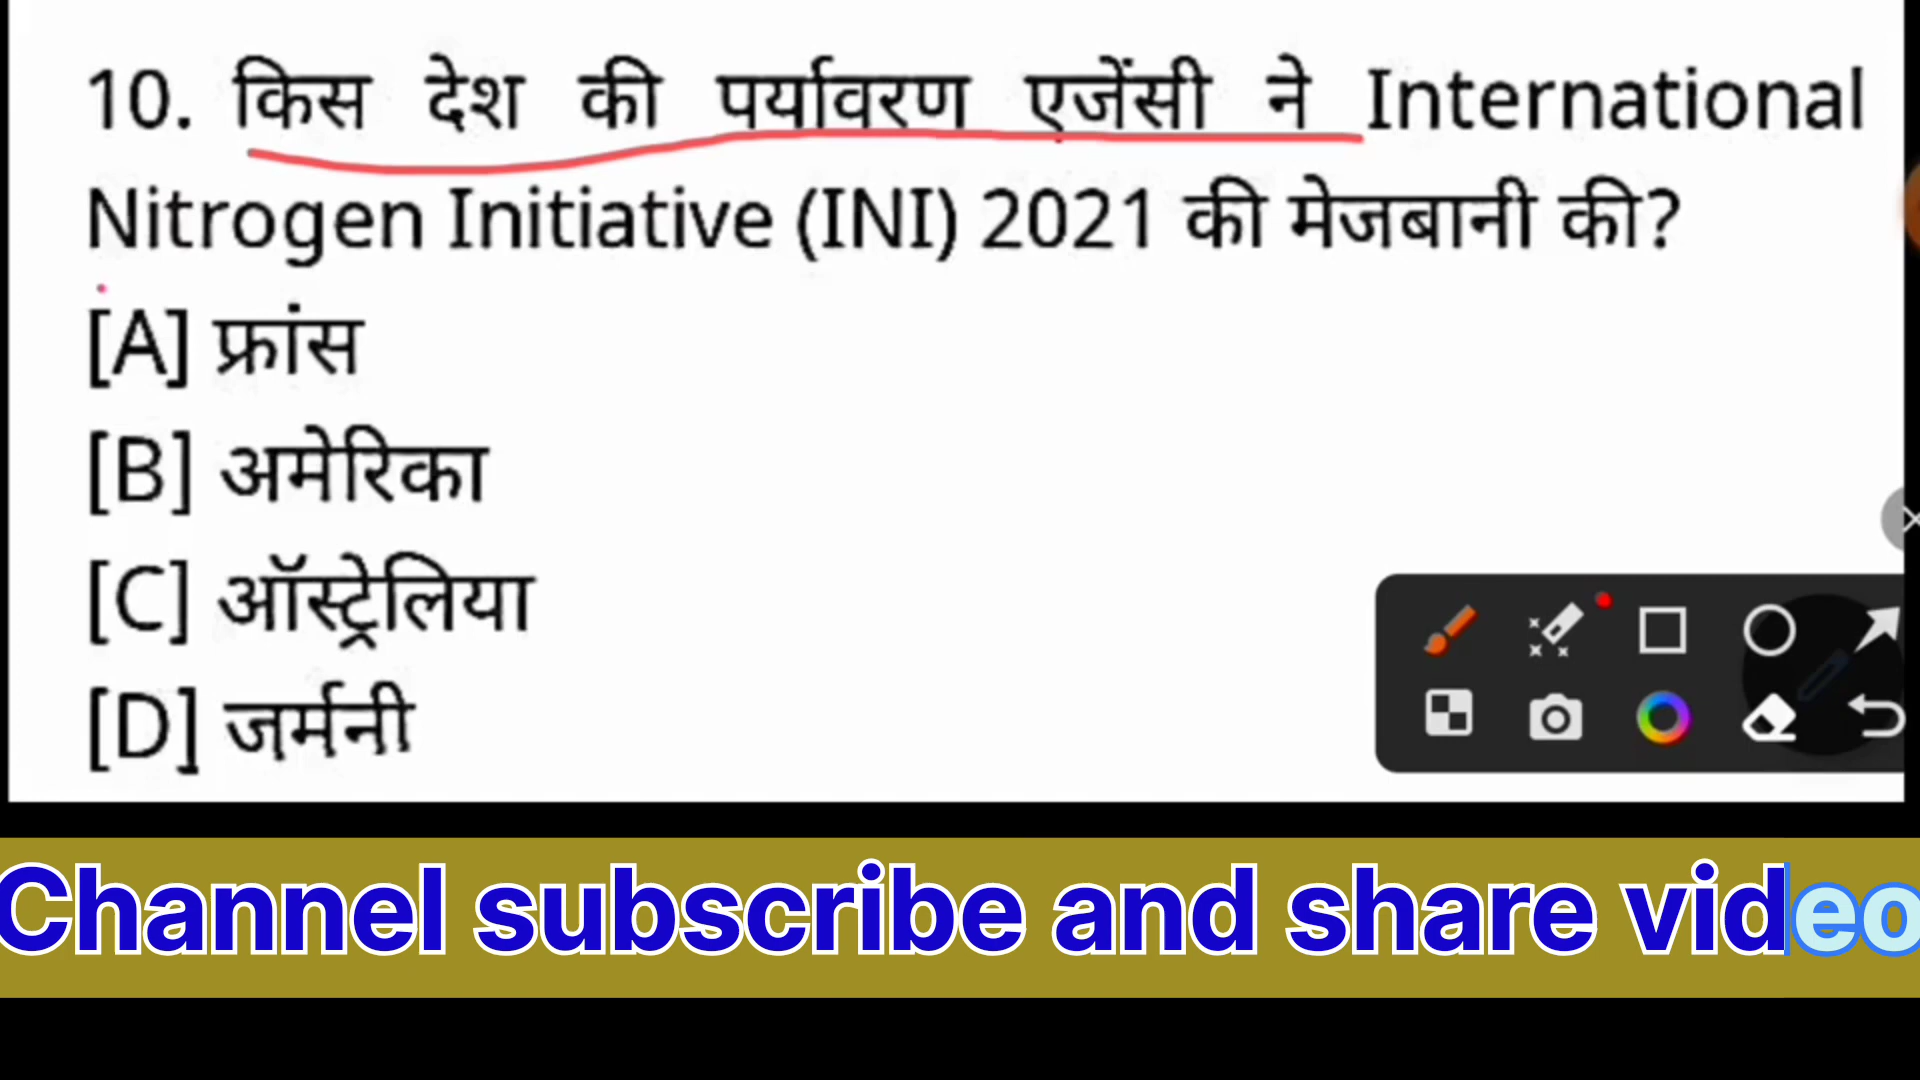 10. किस देश की पर्यावरण एजेंसी ने International
Nitrogen Initiative (INI) 2021 की मेजबानी की?
[A] फ्रांस
[B] अमेरिका
[C] ऑस्ट्रेलिया
[D] जर्मनी
Channel subscribe and share video